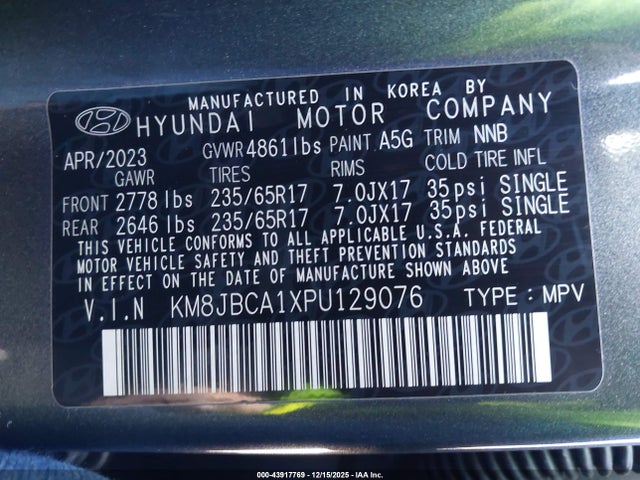 MANUFACTURED IN KOREA BY
HYUNDAI MOTOR COMPANY
APR/2023 GVWR 4861 lbs PAINT A5G TRIM NNB
GAWR TIRES RIMS COLD TIRE INFL
FRONT 2778 lbs 235/65R17 7.0JX17 35psi SINGLE
REAR 2646 lbs 235/65R17 7.0JX17 35psi SINGLE
THIS VEHICLE CONFORMS TO ALL APPLICABLE U.S.A. FEDERAL
MOTOR VEHICLE SAFETY AND THEFT PREVENTION STANDARDS
IN EFFECT ON THE DATE OF MANUFACTURE SHOWN ABOVE.
V.I.N KM8JBCA1XPU129076 TYPE : MPV
000-43917769 - 12/15/2025 - IAA Inc.